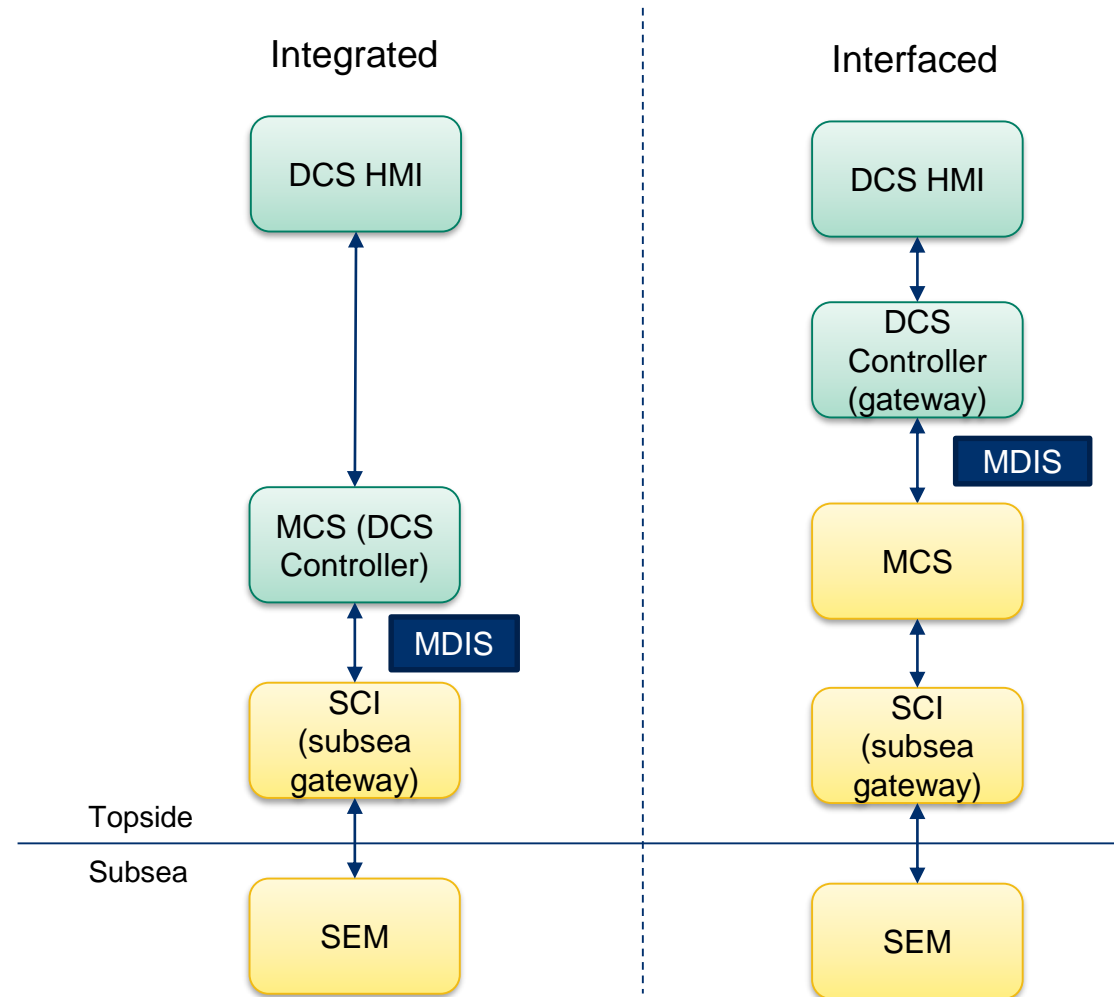 Integrated
DCS HMI
MCS (DCS
Controller)
MDIS
SCI
(subsea
gateway)
Topside
Subsea
SEM
Interfaced
DCS HMI
DCS
Controller
(gateway)
MDIS
MCS
SCI
(subsea
gateway)
SEM